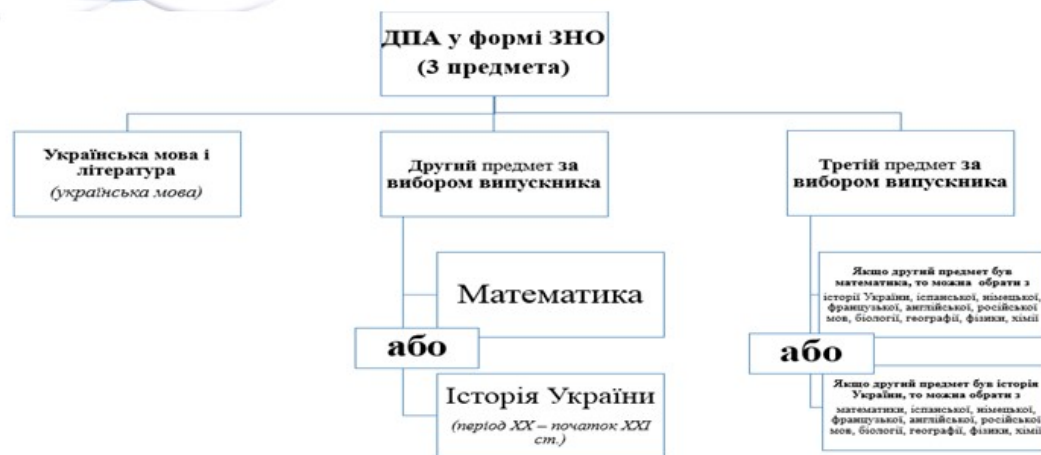 ДПА у формі ЗНО
(3 предмета)
Українська мова і
література
(українська мова)
Другий предмет за
вибором випускника
Математика
або
Історія України
(період XX – початок XXI
ст.)
Третій предмет за
вибором випускника
Якщо другий предмет був
математика, то можна обрати з
історії України, іспанської, німецької,
французької, англійської, російської
мов, біології, географії, фізики, хімії
або
Якщо другий предмет був історія
України, то можна обрати з
математики, іспанської, німецької,
французької, англійської, російської
мов, біології, географії, фізики, хімії